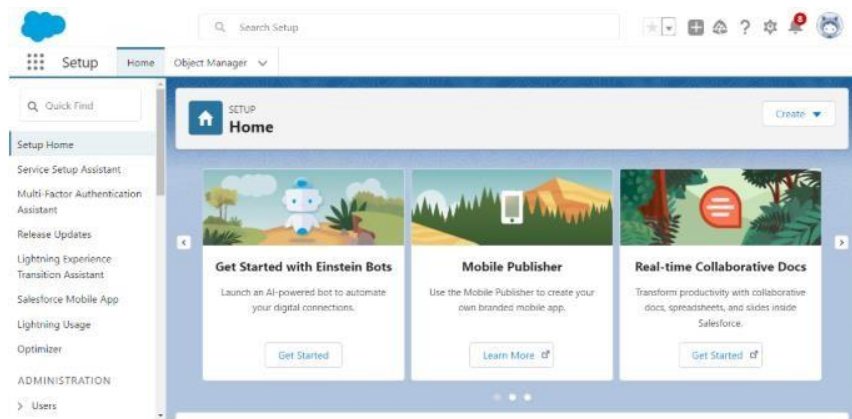 Search Setup
8
Setup
Home
Object Manager
Quick Find
Setup Home
Service Setup Assistant
Multi-Factor Authentication
Assistant
Release Updates
Lightning Experience
Transition Assistant
Salesforce Mobile App
Lightning Usage
Optimizer
ADMINISTRATION
Users
SETUP
Home
Create
Get Started with Einstein Bots
Launch an AI-powered bot to automate
your digital connections.
Get Started
Mobile Publisher
Use the Mobile Publisher to create your
own branded mobile app.
Learn More
Real-time Collaborative Docs
Transform productivity with collaborative
docs, spreadsheets, and slides inside
Salesforce.
Get Started